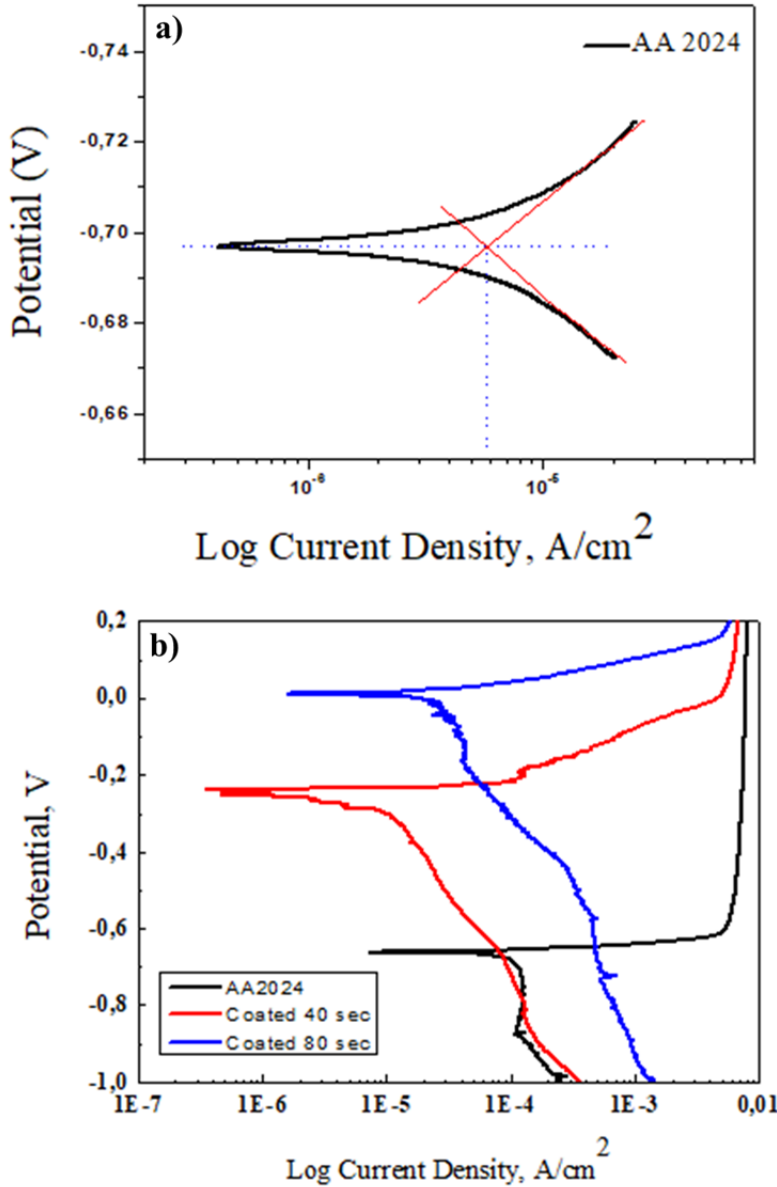 a)
AA 2024
-0,74
-0,72
-0,70
-0,68
-0,66
Potential (V)
10⁻⁶
10⁻⁵
Log Current Density, A/cm²
b)
0,2
0,0
-0,2
-0,4
-0,6
-0,8
-1,0
Potential, V
AA2024
Coated 40 sec
Coated 80 sec
1E-7
1E-6
1E-5
1E-4
1E-3
0,01
Log Current Density, A/cm²